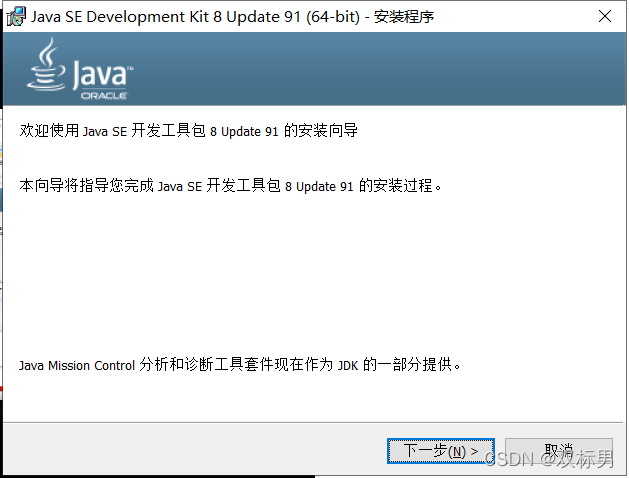 Java SE Development Kit 8 Update 91 (64-bit) - 安装程序
Java™
ORACLE
欢迎使用 Java SE 开发工具包 8 Update 91 的安装向导
本向导将指导您完成 Java SE 开发工具包 8 Update 91 的安装过程。
Java Mission Control 分析和诊断工具套件现在作为 JDK 的一部分提供。
下一步(N) >
取消
CSDN @双标男